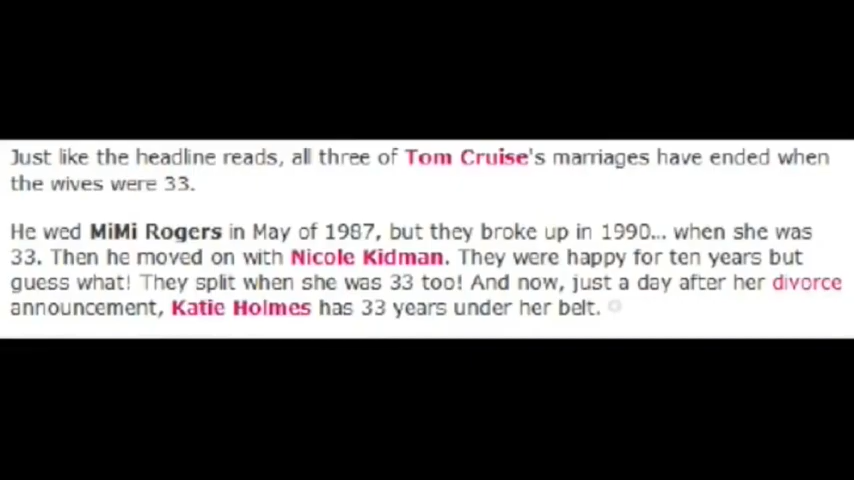 Just like the headline reads, all three of Tom Cruise's marriages have ended when
the wives were 33.
He wed MiMi Rogers in May of 1987, but they broke up in 1990... when she was
33. Then he moved on with Nicole Kidman. They were happy for ten years but
guess what! They split when she was 33 too! And now, just a day after her divorce
announcement, Katie Holmes has 33 years under her belt.